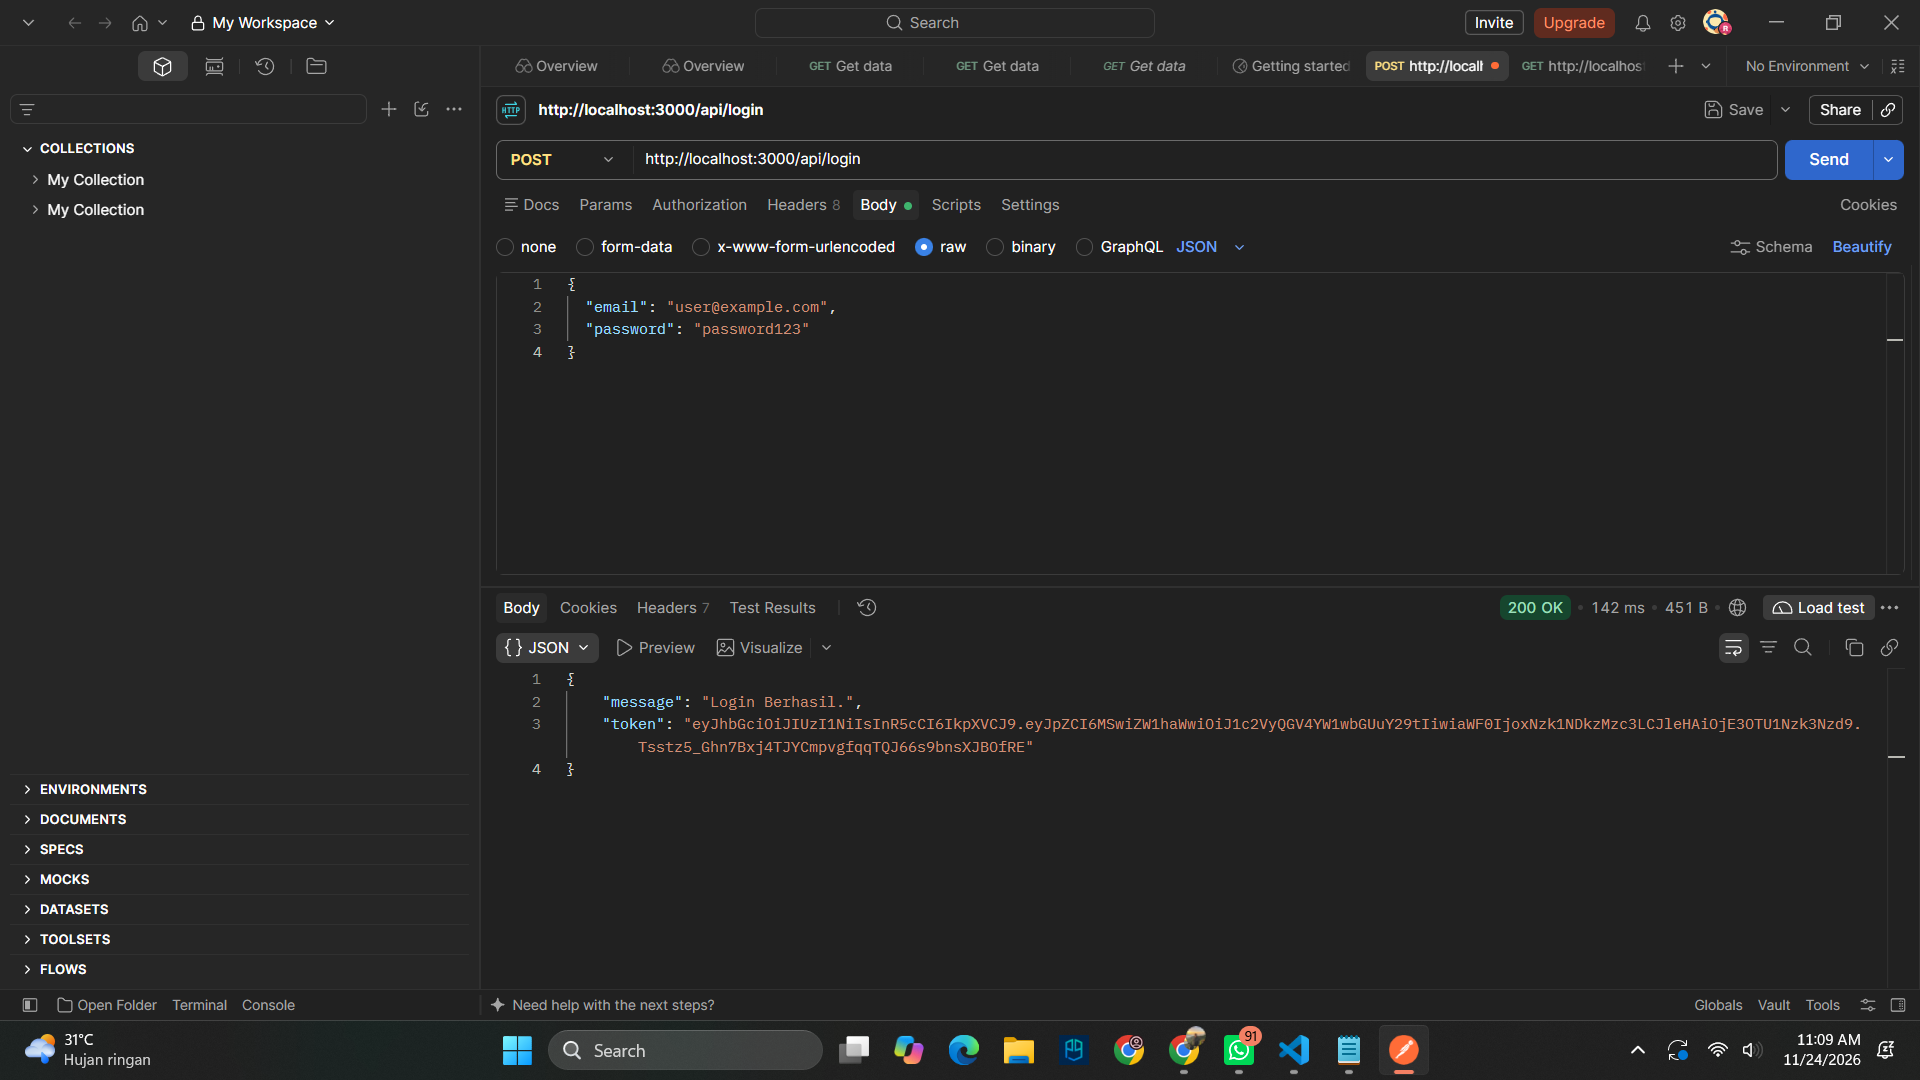 My Workspace
Search
Invite
Upgrade
Overview
Overview
GET Get data
GET Get data
GET Get data
Getting started
POST http://locall
GET http://localhos
No Environment
HTTP
http://localhost:3000/api/login
Save
Share
COLLECTIONS
My Collection
My Collection
POST
http://localhost:3000/api/login
Send
Docs
Params
Authorization
Headers 8
Body
Scripts
Settings
Cookies
none
form-data
x-www-form-urlencoded
raw
binary
GraphQL
JSON
Schema
Beautify
1 {
2 "email": "user@example.com",
3 "password": "password123"
4 }
Body
Cookies
Headers 7
Test Results
200 OK
142 ms
451 B
Load test
{} JSON
Preview
Visualize
1 {
2 "message": "Login Berhasil.",
3 "token": "eyJhbGciOiJIUzI1NiIsInR5cCI6IkpXVCJ9.eyJpZCI6MSwiZW1haWwiOiJ1c2VyQGV4YW1wbGUuY29tIiwiaWF0IjoxNzk1NDkzMzc3LCJleHAiOjE3OTU1Nzk3Nzd9.
Tsstz5_Ghn7Bxj4TJYCmpvgfqqTQJ66s9bnsXJBOfRE"
4 }
ENVIRONMENTS
DOCUMENTS
SPECS
MOCKS
DATASETS
TOOLSETS
FLOWS
Open Folder
Terminal
Console
Need help with the next steps?
Globals
Vault
Tools
31°C
Hujan ringan
Search
91
11:09 AM
11/24/2026